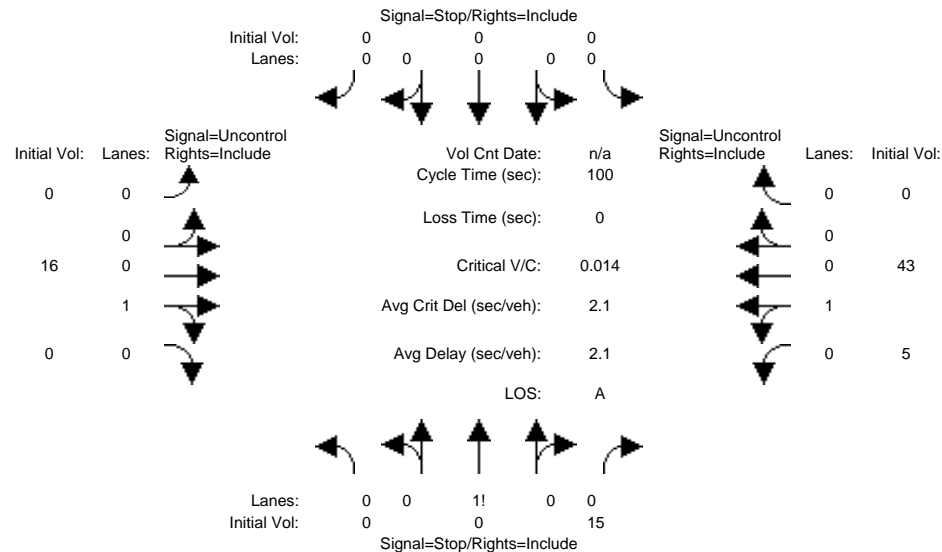 Signal=Stop/Rights=Include
Initial Vol: 0 0 0
Lanes: 0 0 0 0 0
Signal=Uncontrol
Initial Vol: Lanes: Rights=Include
Vol Cnt Date: n/a
Signal=Uncontrol
Rights=Include Lanes: Initial Vol:
Cycle Time (sec): 100
0 0 0 0
Loss Time (sec): 0
0 0
16 0 Critical V/C: 0.014 0 43
1 Avg Crit Del (sec/veh): 2.1 1
0 0 Avg Delay (sec/veh): 2.1 0 5
LOS: A
Lanes: 0 0 1! 0 0
Initial Vol: 0 0 15
Signal=Stop/Rights=Include